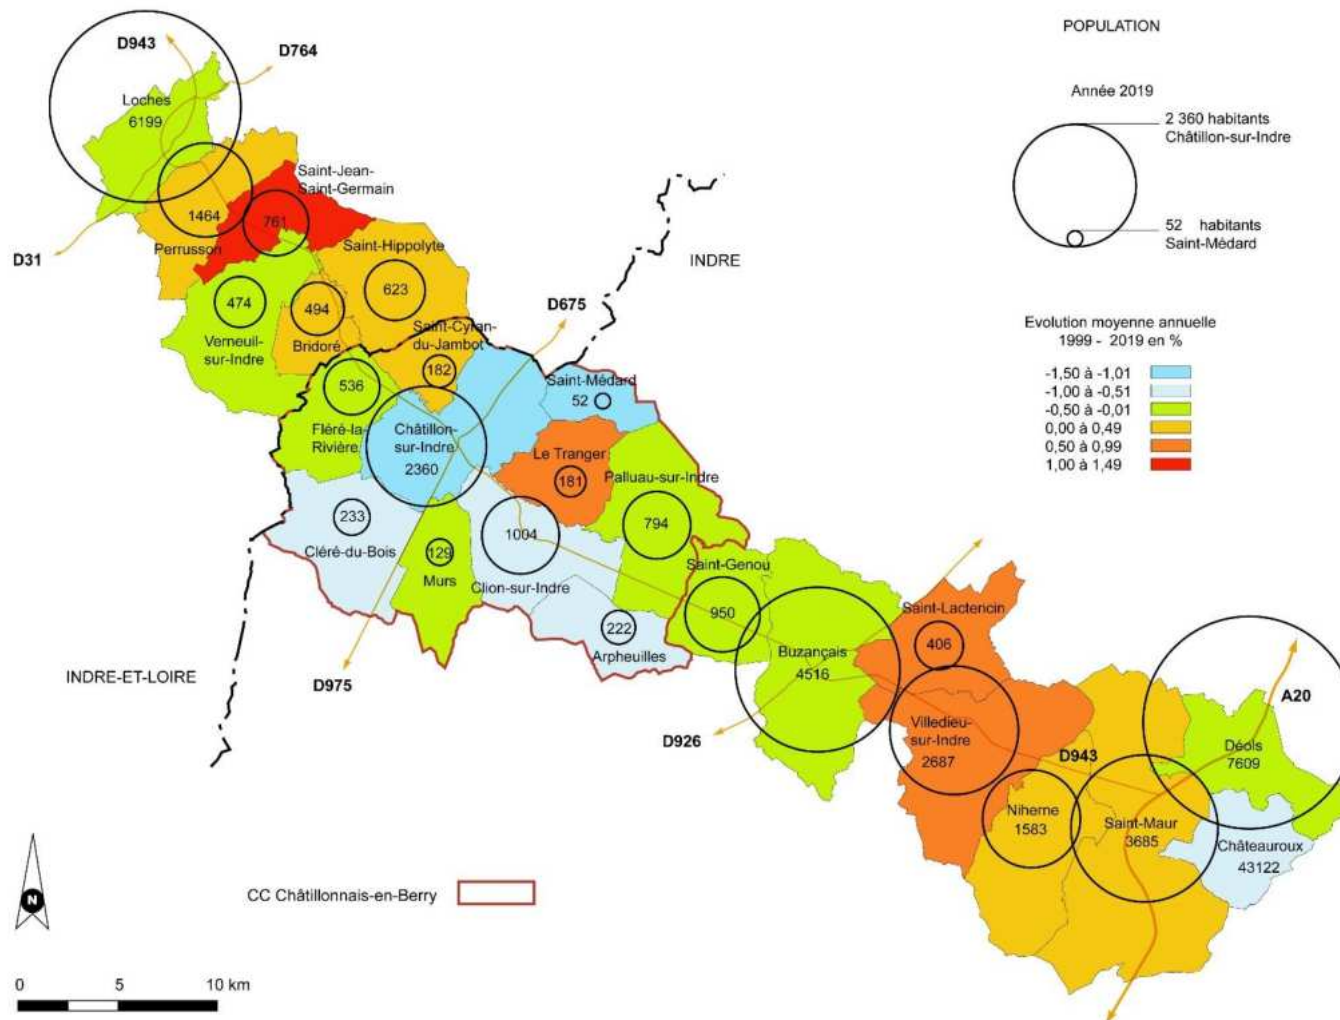 POPULATION
Année 2019
2 360 habitants
Châtillon-sur-Indre
52 habitants
Saint-Médard
Evolution moyenne annuelle
1999 - 2019 en %
-1,50 à -1,01
-1,00 à -0,51
-0,50 à -0,01
0,00 à 0,49
0,50 à 0,99
1,00 à 1,49
D943
D764
Loches
6199
Saint-Jean-
Saint-Germain
1464
761
Perrusson
D31
Saint-Hippolyte
623
INDRE
474
Verneuil-
sur-Indre
494
Bridoré
D675
Saint-Cyran-
du-Jambot
182
536
Fléré-la-
Rivière
Saint-Médard
52
Châtillon-
sur-Indre
2360
Le Tranger
181
Palluau-sur-Indre
794
233
Cléré-du-Bois
129
Murs
1004
Clion-sur-Indre
222
Arpheuilles
Saint-Genou
950
Buzançais
4516
Saint-Lactencin
406
INDRE-ET-LOIRE
D975
D926
Villedieu-
sur-Indre
2687
D943
A20
Déols
7609
Niherne
1583
Saint-Maur
3685
Châteauroux
43122
N
CC Châtillonnais-en-Berry
0 5 10 km